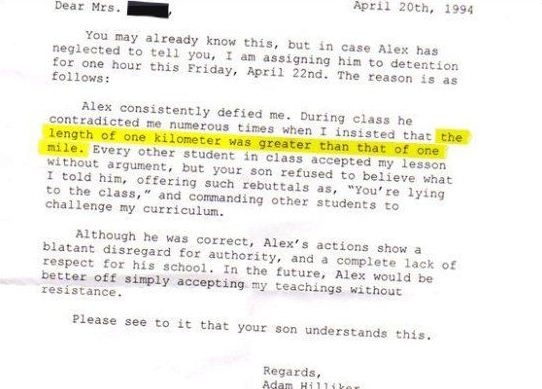 Dear Mrs. , April 20th, 1994
You may already know this, but in case Alex has
neglected to tell you, I am assigning him to detention
for one hour this Friday, April 22nd. The reason is as
follows:
Alex consistently defied me. During class he
contradicted me numerous times when I insisted that the
length of one kilometer was greater than that of one
mile. Every other student in class accepted my lesson
without argument, but your son refused to believe what
I told him, offering such rebuttals as, "You're lying
to the class," and commanding other students to
challenge my curriculum.
Although he was correct, Alex's actions show a
blatant disregard for authority, and a complete lack of
respect for his school. In the future, Alex would be
better off simply accepting my teachings without
resistance.
Please see to it that your son understands this.
Regards,
Adam Hilliker